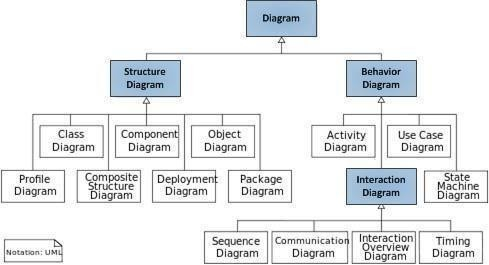 Diagram
Structure
Diagram
Behavior
Diagram
Class
Diagram
Component
Diagram
Object
Diagram
Activity
Diagram
Use Case
Diagram
Profile
Diagram
Composite
Structure
Diagram
Deployment
Diagram
Package
Diagram
Interaction
Diagram
State
Machine
Diagram
Sequence
Diagram
Communication
Diagram
Interaction
Overview
Diagram
Timing
Diagram
Notation: UML